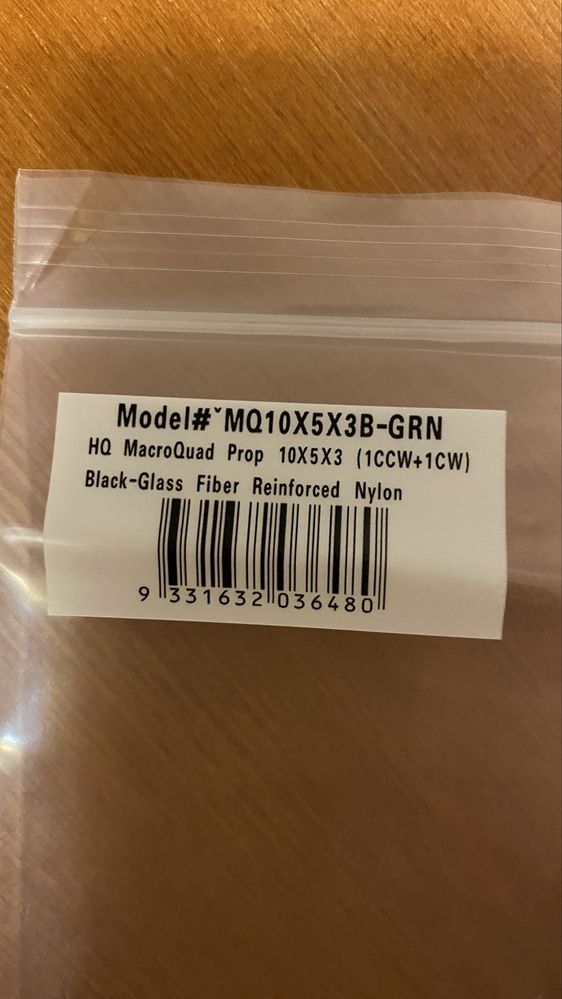 Model#ˇMQ10X5X3B-GRN
HQ MacroQuad Prop 10X5X3 (1CCW+1CW)
Black-Glass Fiber Reinforced Nylon
9 331632 036480